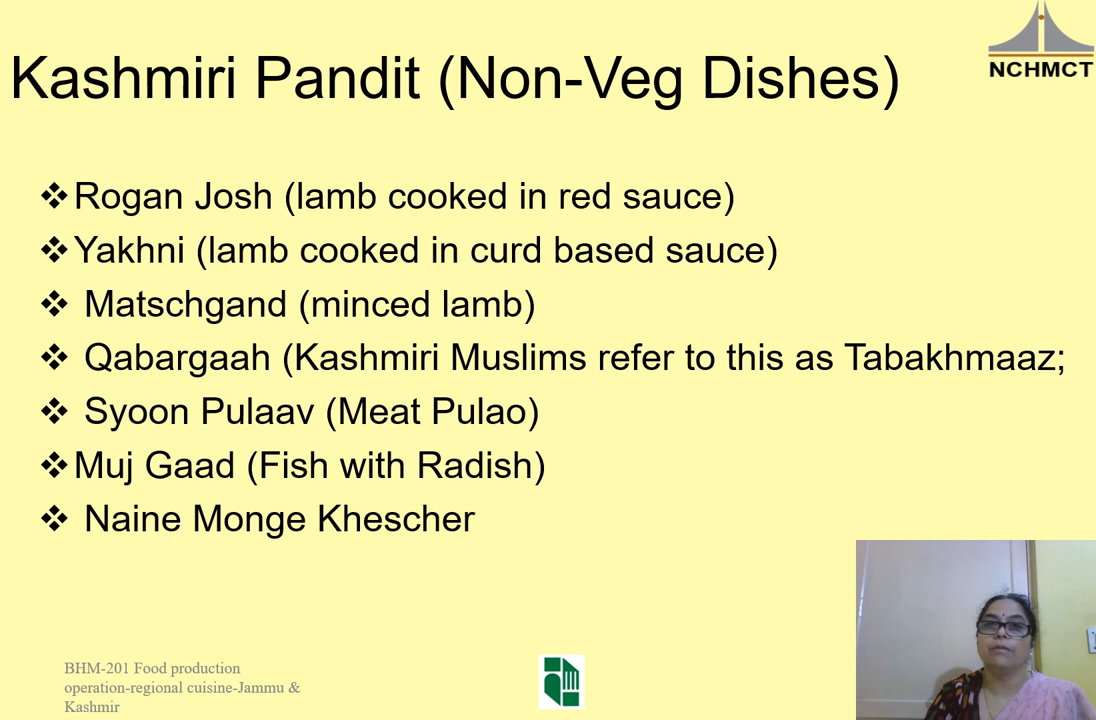 NCHMCT
Kashmiri Pandit (Non-Veg Dishes)
❖Rogan Josh (lamb cooked in red sauce)
❖Yakhni (lamb cooked in curd based sauce)
❖ Matschgand (minced lamb)
❖ Qabargaah (Kashmiri Muslims refer to this as Tabakhmaaz;
❖ Syoon Pulaav (Meat Pulao)
❖Muj Gaad (Fish with Radish)
❖ Naine Monge Khescher
BHM-201 Food production
operation-regional cuisine-Jammu &
Kashmir